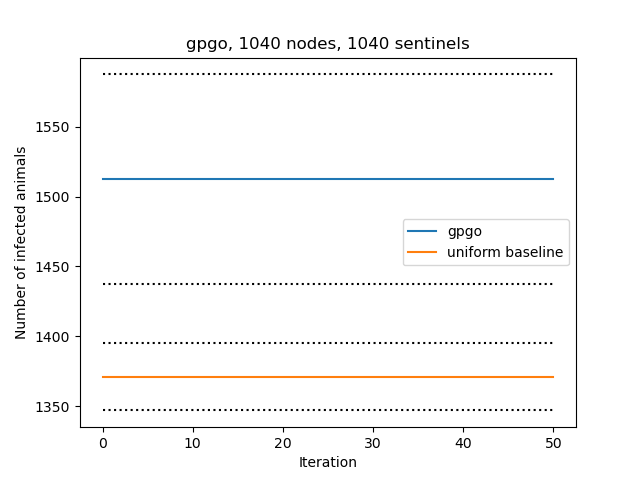 gpgo, 1040 nodes, 1040 sentinels
Number of infected animals
1550
1500
1450
1400
1350
gpgo
uniform baseline
0 10 20 30 40 50
Iteration